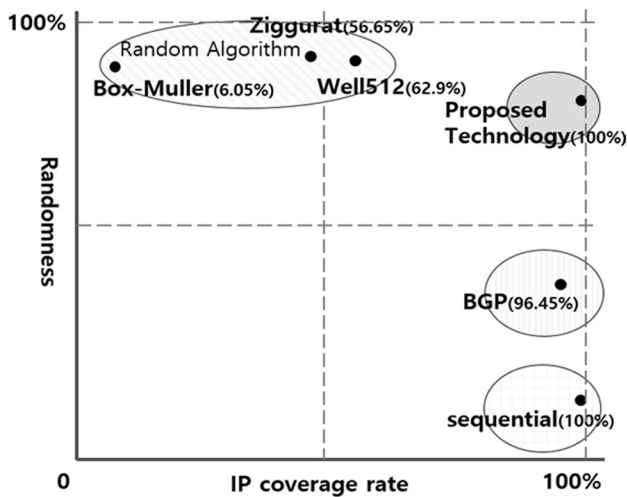 100%
Ziggurat(56.65%)
Random Algorithm
Box-Muller(6.05%)
Well512(62.9%)
Proposed
Technology(100%)
Randomness
BGP(96.45%)
sequential(100%)
0
IP coverage rate
100%